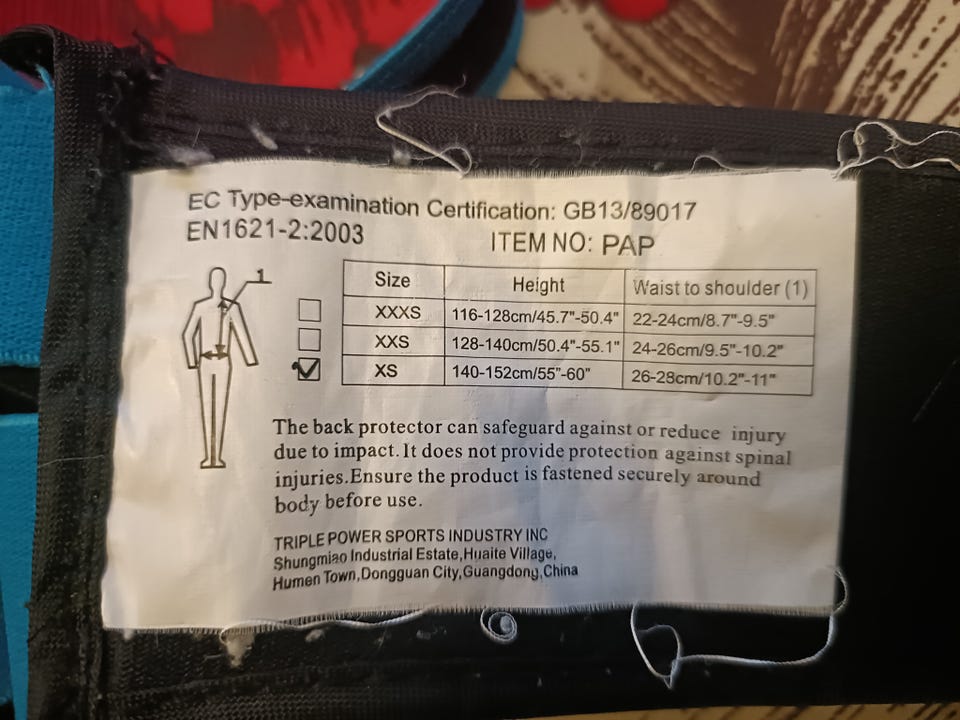 EC Type-examination Certification: GB13/89017
EN1621-2:2003 ITEM NO: PAP
1
Size Height Waist to shoulder (1)
XXXS 116-128cm/45.7"-50.4" 22-24cm/8.7"-9.5"
XXS 128-140cm/50.4"-55.1" 24-26cm/9.5"-10.2"
XS 140-152cm/55"-60" 26-28cm/10.2"-11"
The back protector can safeguard against or reduce injury
due to impact. It does not provide protection against spinal
injuries.Ensure the product is fastened securely around
body before use.
TRIPLE POWER SPORTS INDUSTRY INC
Shungmiao Industrial Estate,Huaite Village,
Humen Town,Dongguan City,Guangdong,China